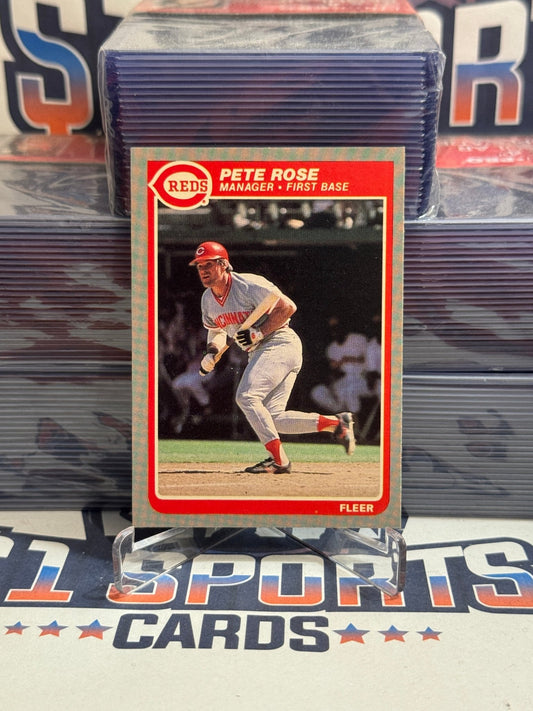 REDS
PETE ROSE
MANAGER • FIRST BASE
C
CINCINNATI
FLEER
SPORTS
CARDS